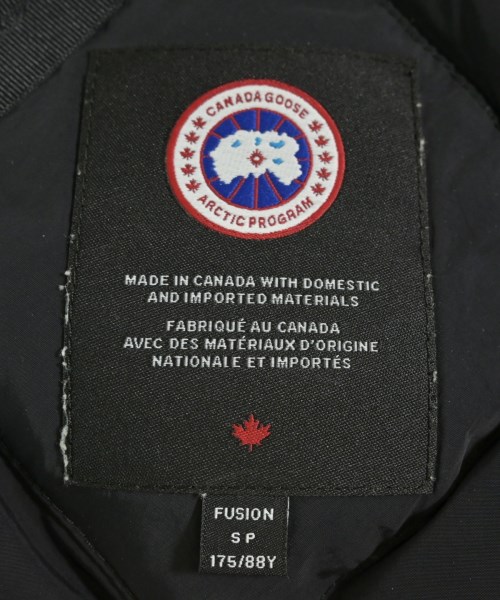 CANADA GOOSE
ARCTIC PROGRAM
MADE IN CANADA WITH DOMESTIC
AND IMPORTED MATERIALS
FABRIQUÉ AU CANADA
AVEC DES MATÉRIAUX D'ORIGINE
NATIONALE ET IMPORTÉS
FUSION
S P
175/88Y